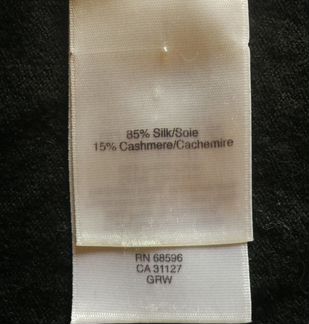 85% Silk/Soie
15% Cashmere/Cachemire
RN 68596
CA 31127
GRW